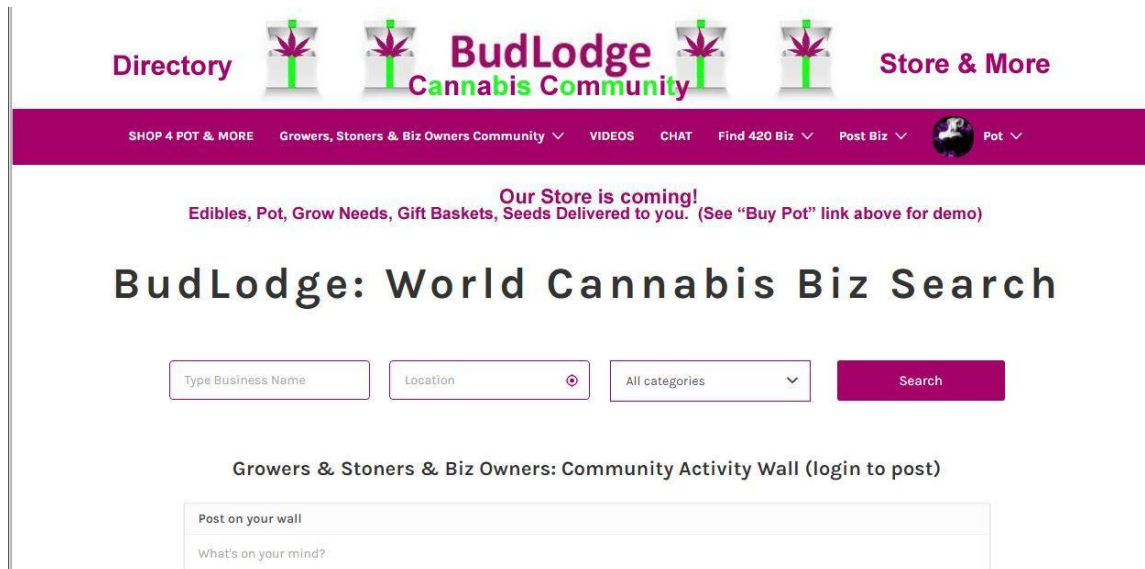 Directory
BudLodge
Cannabis Community
Store & More
SHOP 4 POT & MORE Growers, Stoners & Biz Owners Community VIDEOS CHAT Find 420 Biz Post Biz Pot
Our Store is coming!
Edibles, Pot, Grow Needs, Gift Baskets, Seeds Delivered to you. (See “Buy Pot” link above for demo)
BudLodge: World Cannabis Biz Search
Type Business Name Location All categories Search
Growers & Stoners & Biz Owners: Community Activity Wall (login to post)
Post on your wall
What's on your mind?